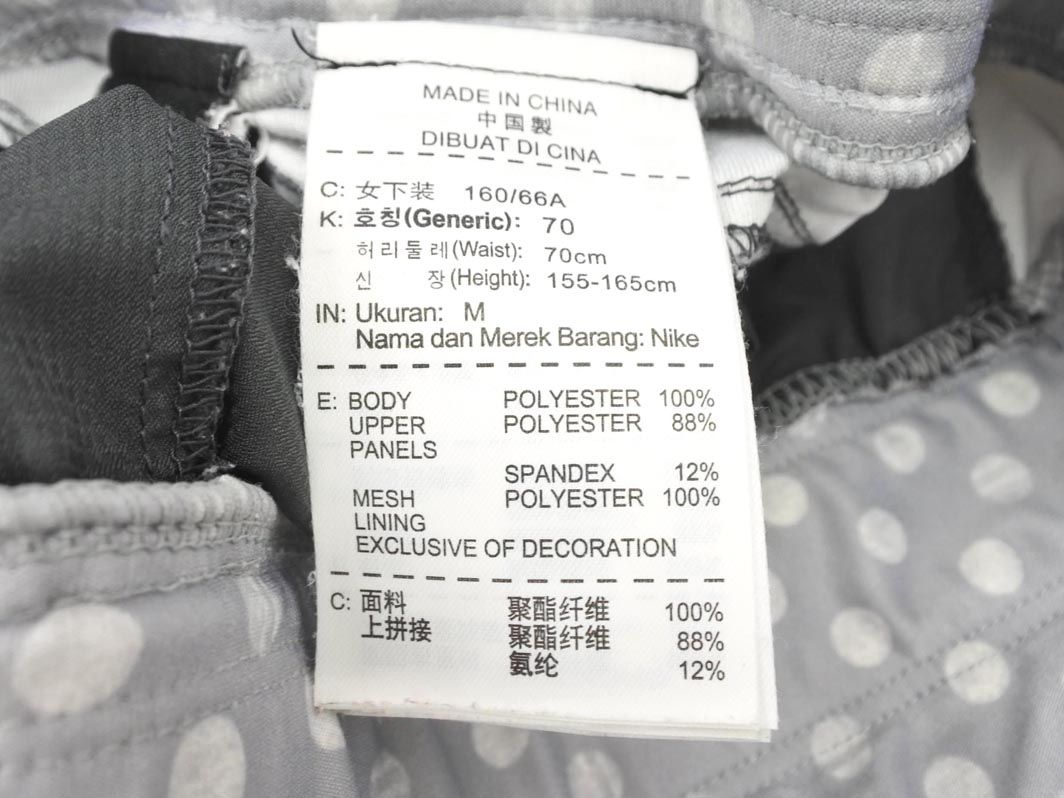 MADE IN CHINA
中国製
DIBUAT DI CINA
C: 女下装 160/66A
K: 호칭(Generic): 70
허리둘레(Waist): 70cm
신 장(Height): 155-165cm
IN: Ukuran: M
Nama dan Merek Barang: Nike
E: BODY POLYESTER 100%
UPPER POLYESTER 88%
PANELS
SPANDEX 12%
MESH POLYESTER 100%
LINING
EXCLUSIVE OF DECORATION
C: 面料 聚酯纤维 100%
上拼接 聚酯纤维 88%
氨纶 12%